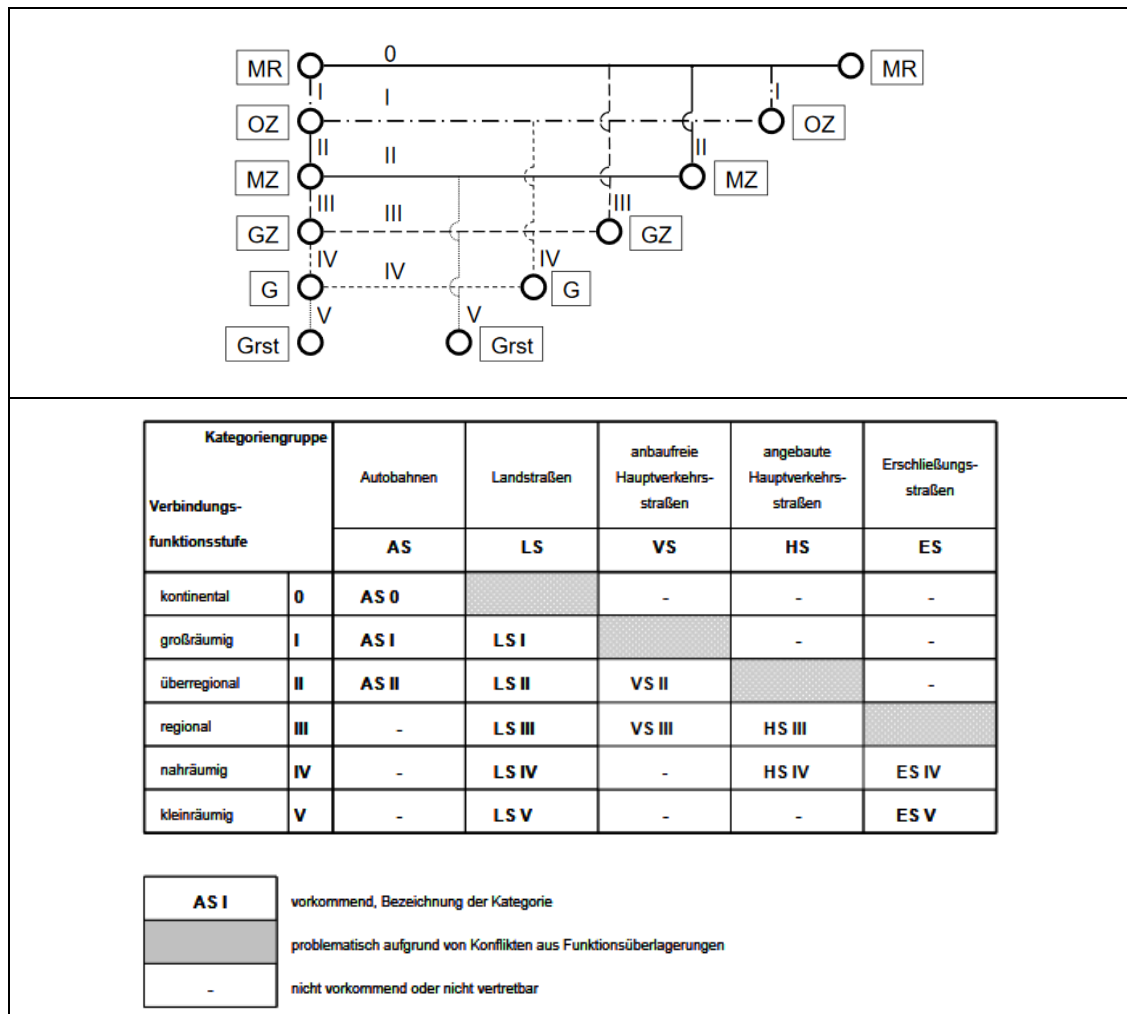 0
MR MR
I I I
OZ OZ
II II II
MZ MZ
III III III
GZ GZ
IV IV IV
G G
V V
Grst Grst
Kategoriengruppe
Verbindungs-
funktionsstufe
Autobahnen
Landstraßen
anbaufreie
Hauptverkehrs-
straßen
angebaute
Hauptverkehrs-
straßen
Erschließungs-
straßen
AS LS VS HS ES
kontinental 0 AS 0 - - -
großräumig I AS I LS I - -
überregional II AS II LS II VS II -
regional III - LS III VS III HS III
nahräumig IV - LS IV - HS IV ES IV
kleinräumig V - LS V - - ES V
AS I vorkommend, Bezeichnung der Kategorie
problematisch aufgrund von Konflikten aus Funktionsüberlagerungen
- nicht vorkommend oder nicht vertretbar